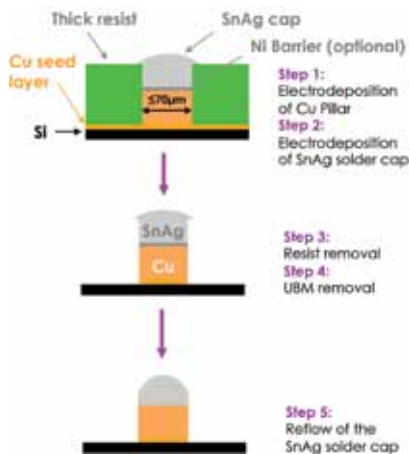 Thick resist
SnAg cap
Ni Barrier (optional)
Cu seed
layer
Si
≤70μm
Step 1:
Electrodeposition
of Cu Pillar
Step 2:
Electrodeposition
of SnAg solder cap
SnAg
Cu
Step 3:
Resist removal
Step 4:
UBM removal
Step 5:
Reflow of the
SnAg solder cap